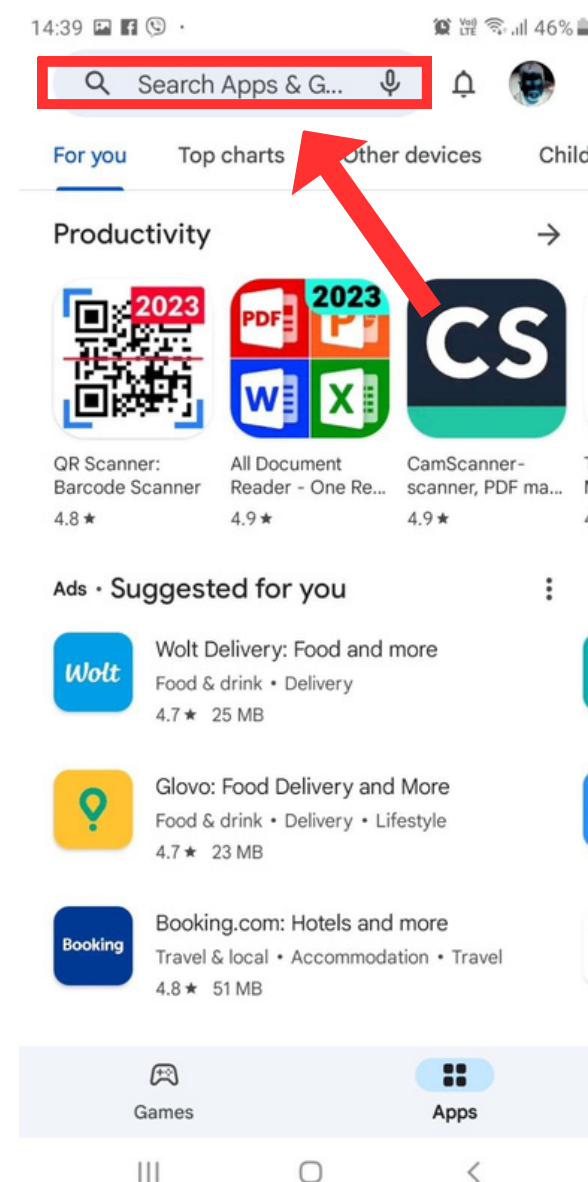 14:39
Vo)) LTE
46%
Search Apps & G...
For you Top charts Other devices Child
Productivity
2023
PDF P 2023
W X
CS
QR Scanner:
Barcode Scanner
4.8 ★
All Document
Reader - One Re...
4.9 ★
CamScanner-
scanner, PDF ma...
4.9 ★
Ads • Suggested for you
Wolt
Wolt Delivery: Food and more
Food & drink • Delivery
4.7 ★ 25 MB
Glovo: Food Delivery and More
Food & drink • Delivery • Lifestyle
4.7 ★ 23 MB
Booking
Booking.com: Hotels and more
Travel & local • Accommodation • Travel
4.8 ★ 51 MB
Games Apps